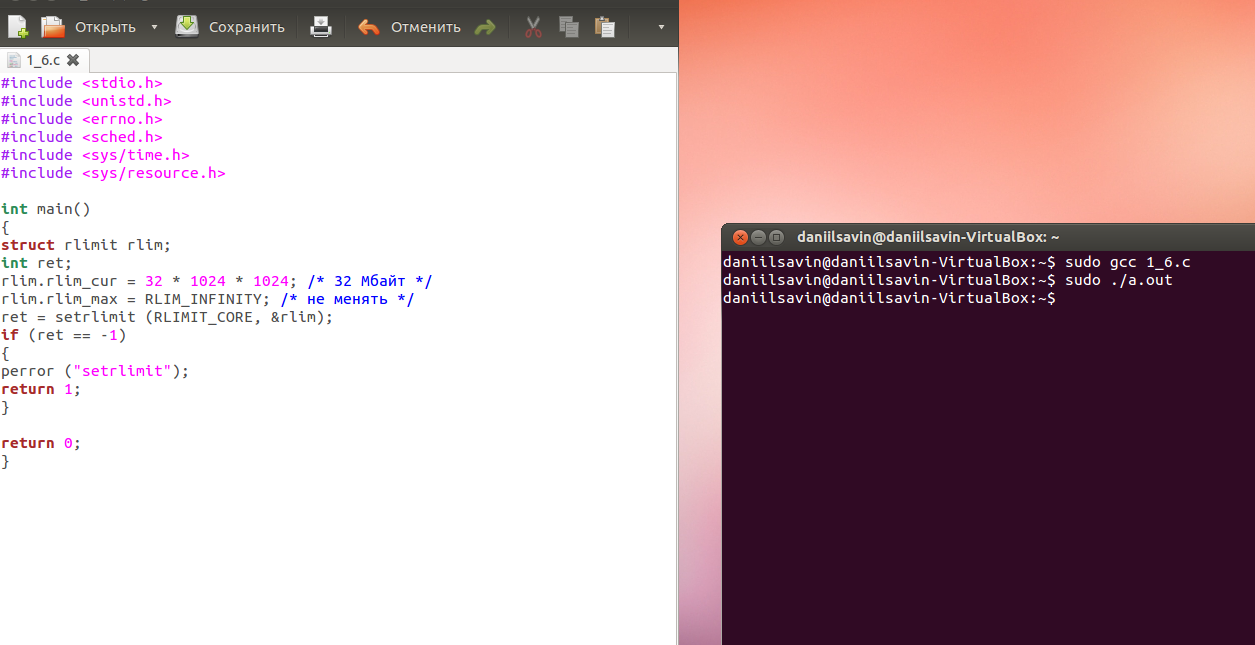 Открыть Сохранить Отменить
1_6.c
#include <stdio.h>
#include <unistd.h>
#include <errno.h>
#include <sched.h>
#include <sys/time.h>
#include <sys/resource.h>
int main()
{
struct rlimit rlim;
int ret;
rlim.rlim_cur = 32 * 1024 * 1024; /* 32 Мбайт */
rlim.rlim_max = RLIM_INFINITY; /* не менять */
ret = setrlimit (RLIMIT_CORE, &rlim);
if (ret == -1)
{
perror ("setrlimit");
return 1;
}
return 0;
}
daniilsavin@daniilsavin-VirtualBox: ~
daniilsavin@daniilsavin-VirtualBox:~$ sudo gcc 1_6.c
daniilsavin@daniilsavin-VirtualBox:~$ sudo ./a.out
daniilsavin@daniilsavin-VirtualBox:~$